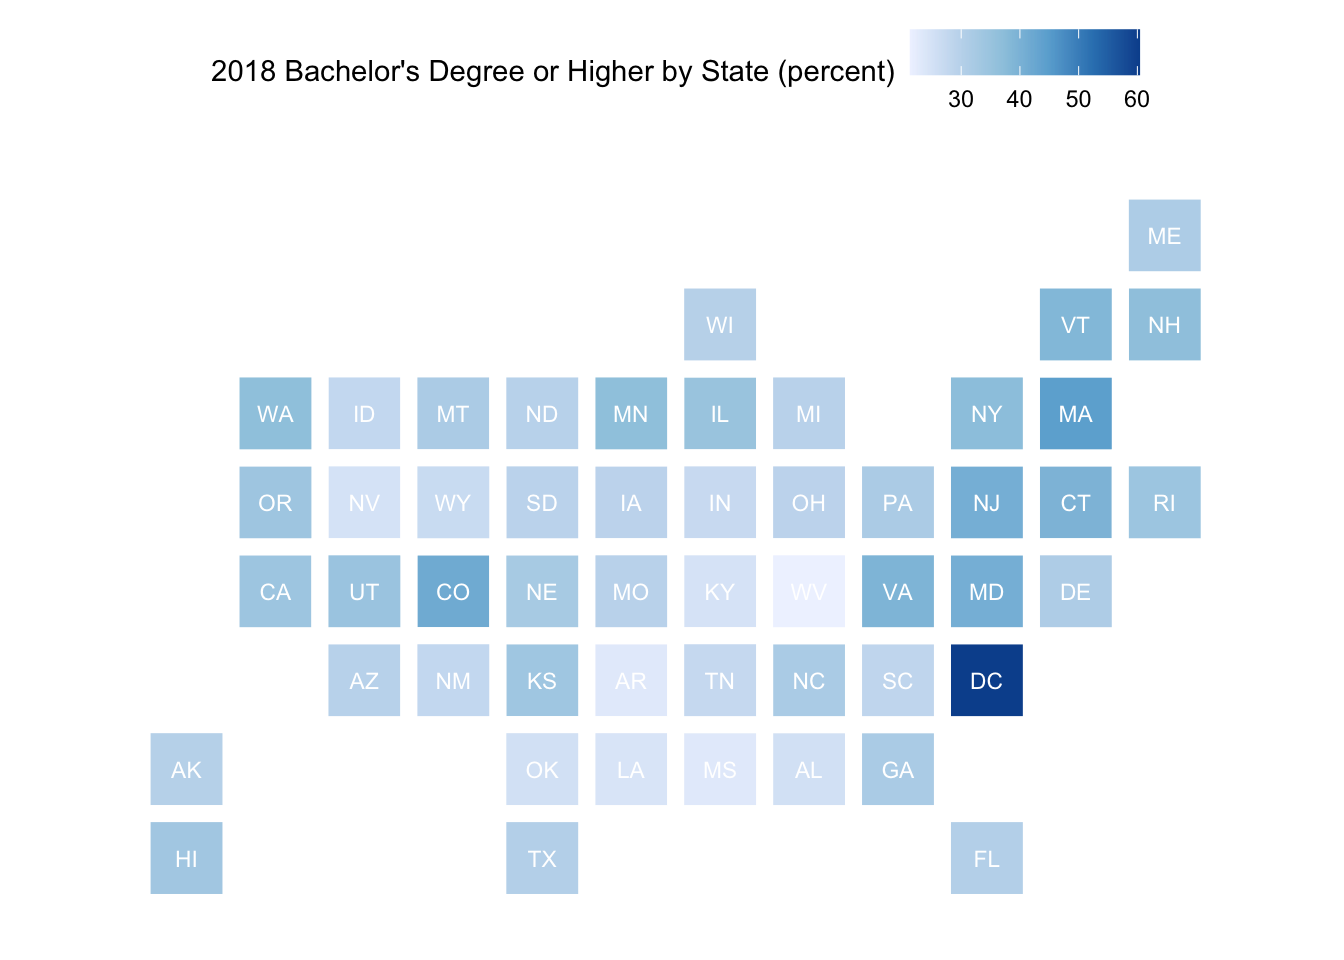 2018 Bachelor's Degree or Higher by State (percent)
30 40 50 60
ME
WI VT NH
WA ID MT ND MN IL MI NY MA
OR NV WY SD IA IN OH PA NJ CT RI
CA UT CO NE MO KY WV VA MD DE
AZ NM KS AR TN NC SC DC
AK OK LA MS AL GA
HI TX FL